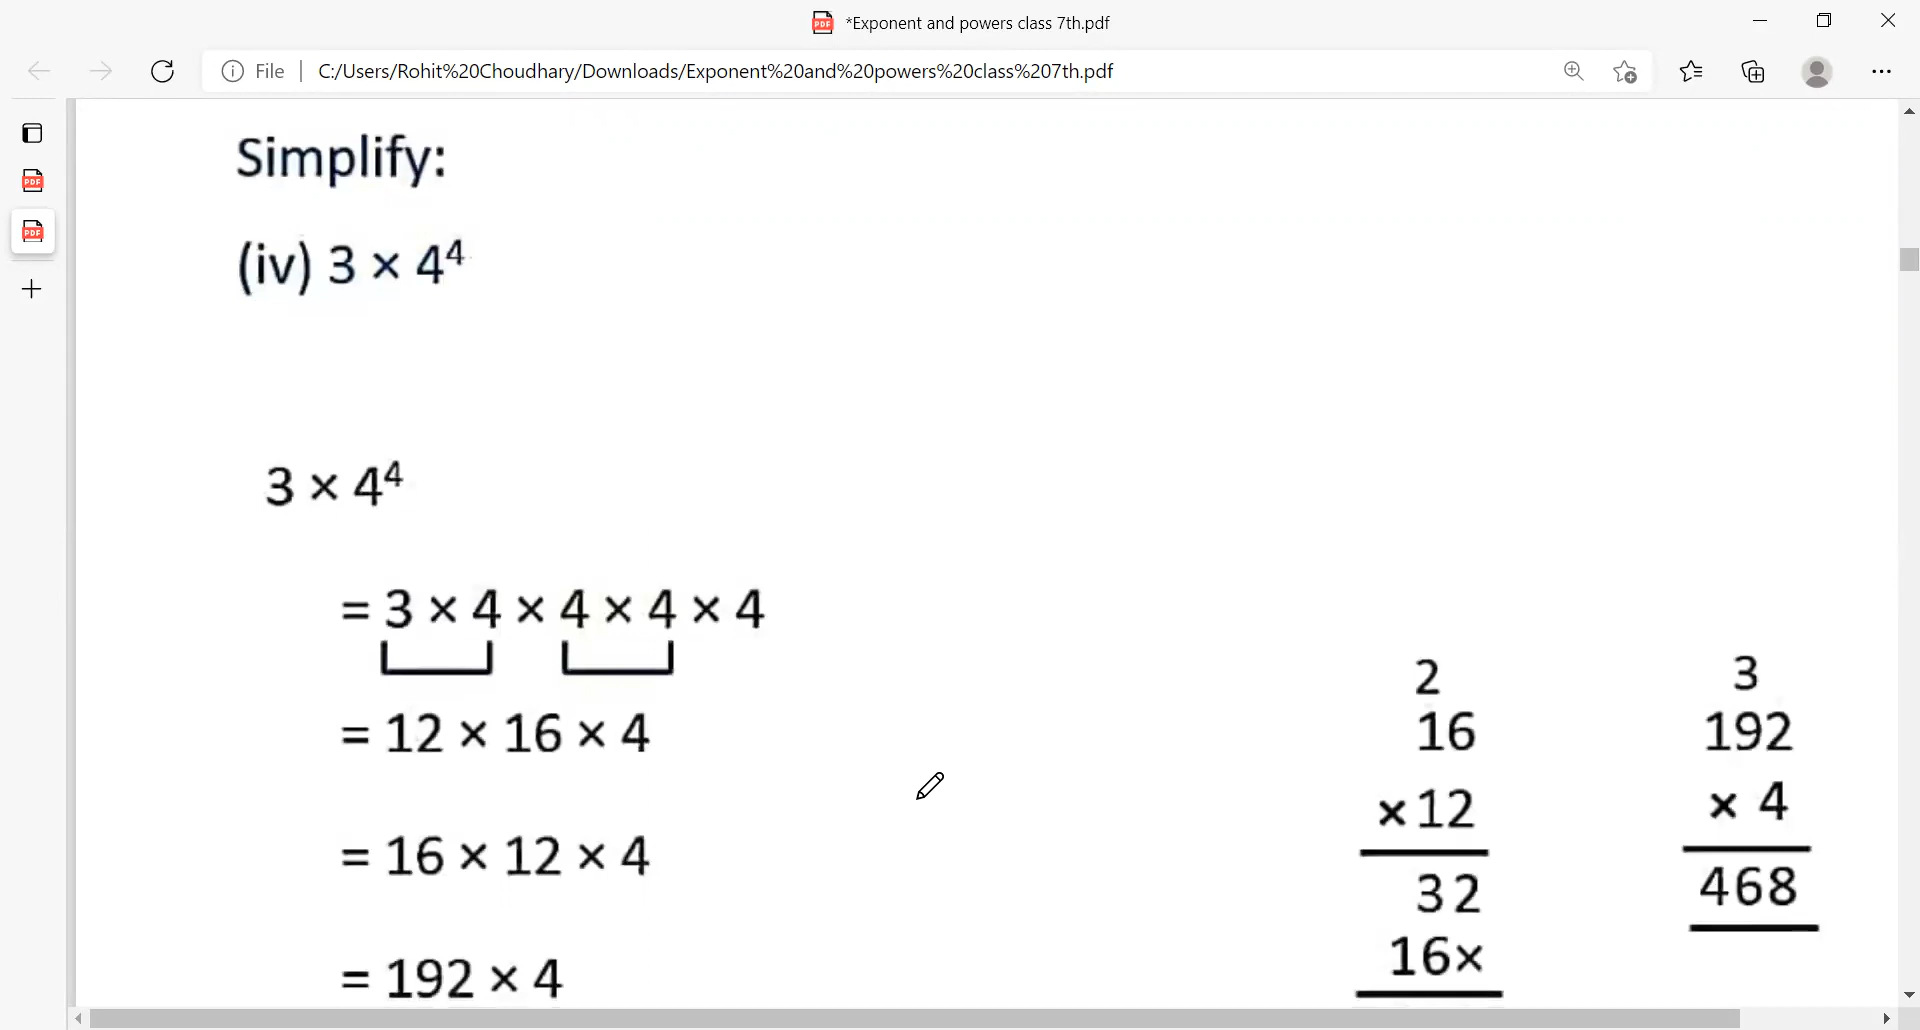 *Exponent and powers class 7th.pdf
File | C:/Users/Rohit%20Choudhary/Downloads/Exponent%20and%20powers%20class%207th.pdf
Simplify:
(iv) 3 × 4⁴
3 × 4⁴
= 3 × 4 × 4 × 4 × 4
= 12 × 16 × 4
= 16 × 12 × 4
= 192 × 4
2
16
×12
32
16×
3
192
× 4
468